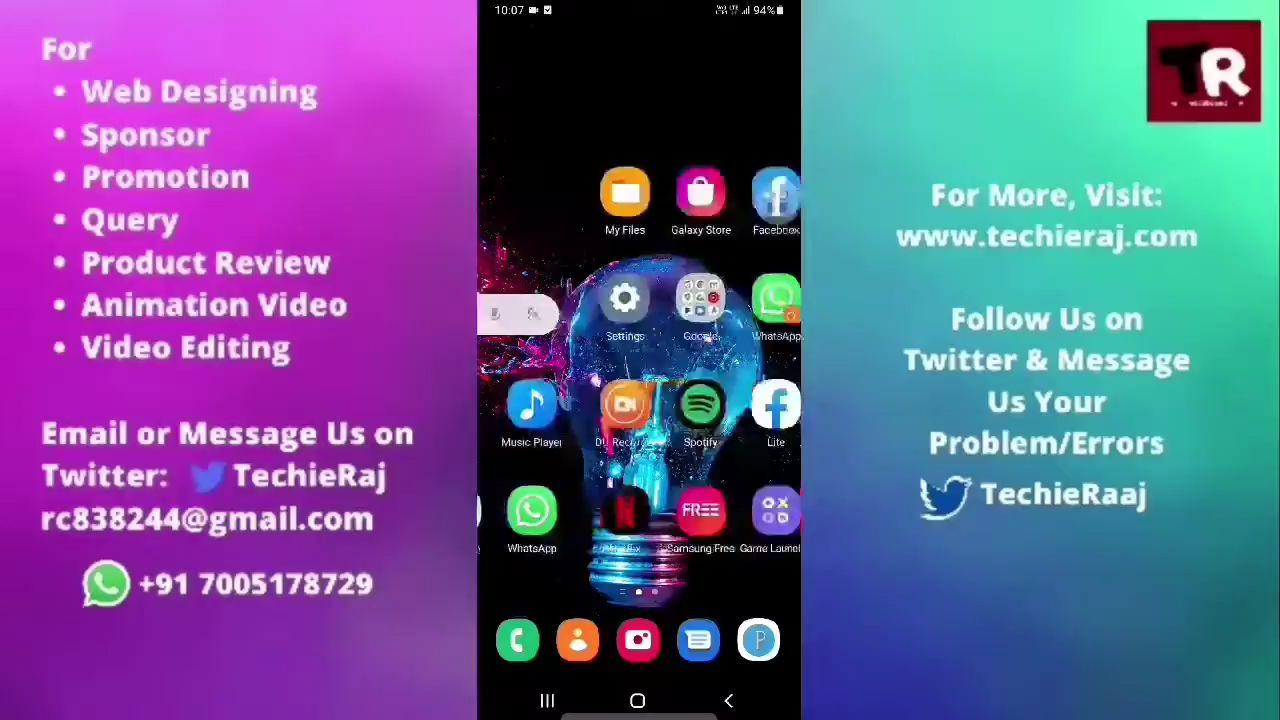 For
• Web Designing
• Sponsor
• Promotion
• Query
• Product Review
• Animation Video
• Video Editing
Email or Message Us on
Twitter: TechieRaj
rc838244@gmail.com
+91 7005178729
10:07
94%
My Files
Galaxy Store
Facebook
Settings
Google
WhatsApp
Music Player
Spotify
Lite
WhatsApp
FREE
Samsung Free
Game Launc
TR
For More, Visit:
www.techieraj.com
Follow Us on
Twitter & Message
Us Your
Problem/Errors
TechieRaaj